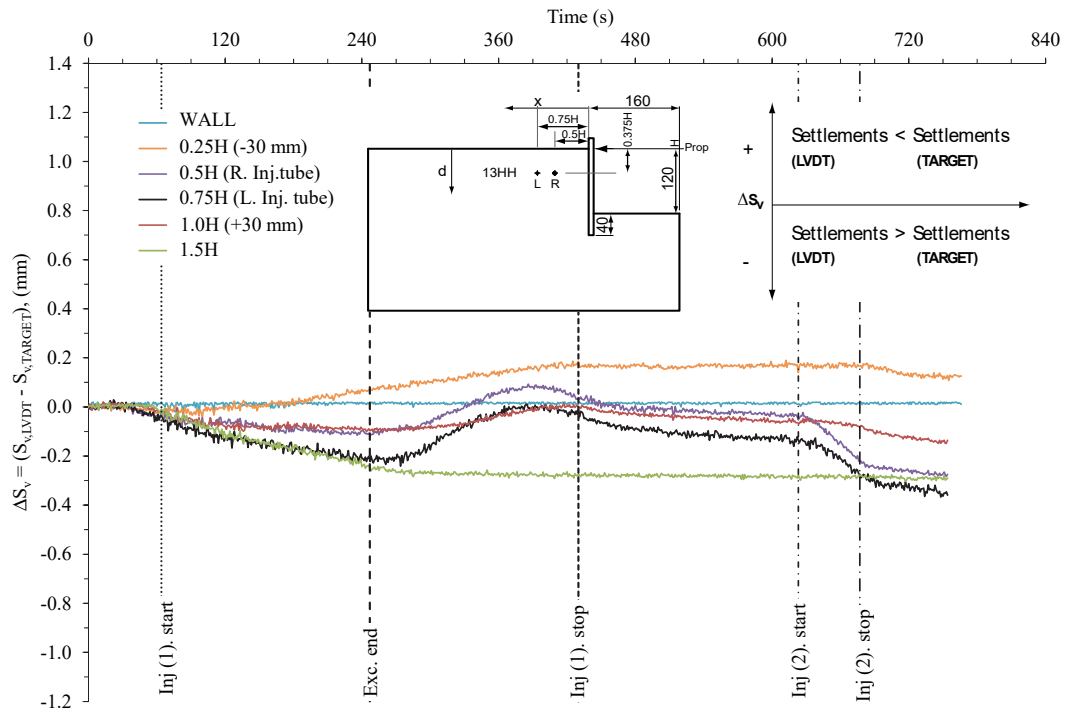 Time (s)
0 120 240 360 480 600 720 840
1.4
1.2
1.0
0.8
0.6
0.4
0.2
0.0
-0.2
-0.4
-0.6
-0.8
-1.0
-1.2
ΔSv = (Sv,LVDT - Sv,TARGET), (mm)
WALL
0.25H (-30 mm)
0.5H (R. Inj.tube)
0.75H (L. Inj. tube)
1.0H (+30 mm)
1.5H
x
160
0.75H
0.5H
0.375H
H
Prop
d
13HH
L R
120
40
+
Settlements < Settlements
(LVDT) (TARGET)
ΔSv
-
Settlements > Settlements
(LVDT) (TARGET)
Inj (1). start
Exc. end
Inj (1). stop
Inj (2). start
Inj (2). stop